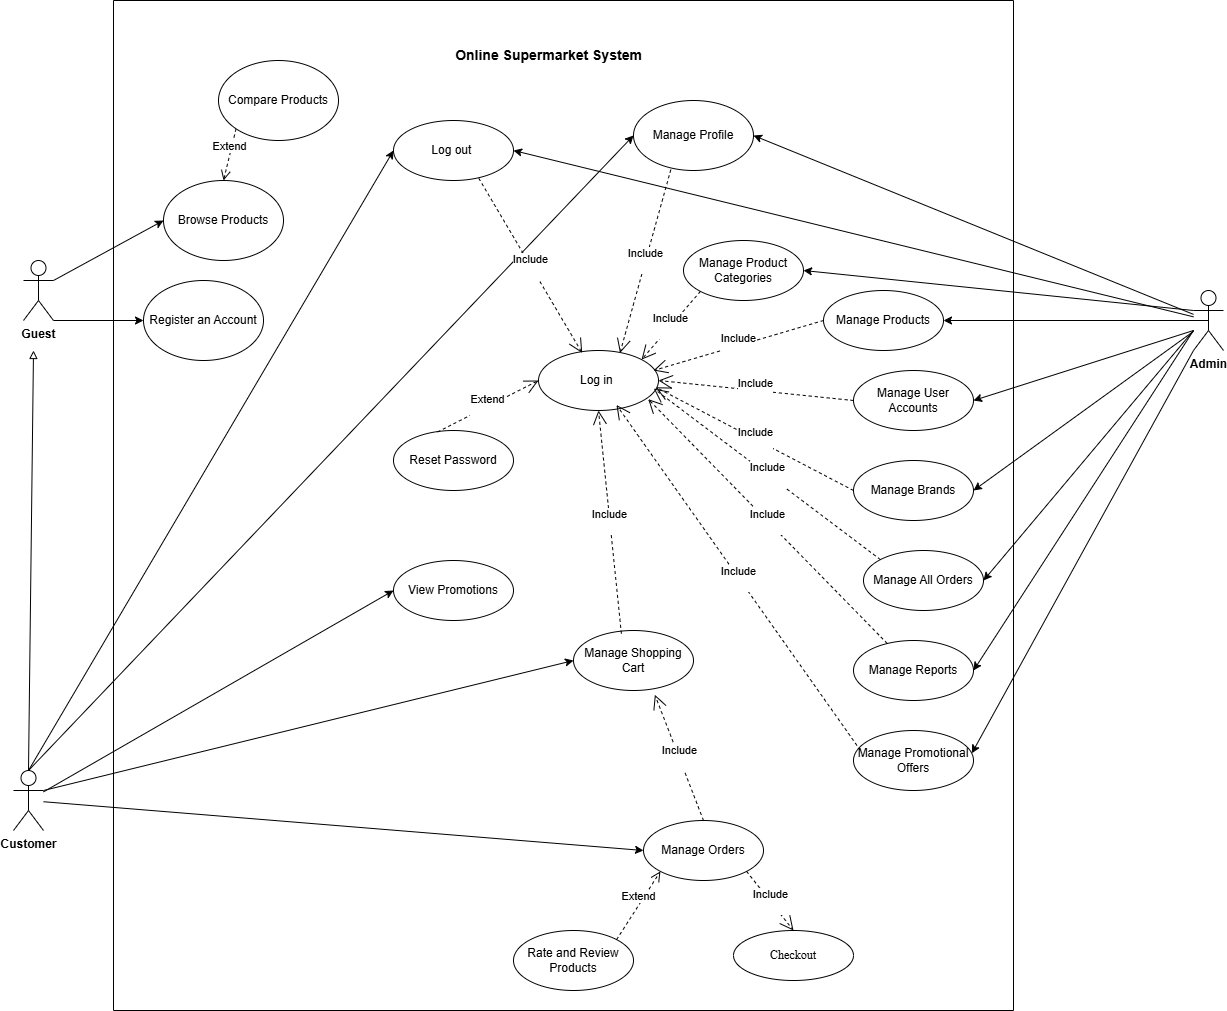 Online Supermarket System
Compare Products
Log out
Manage Profile
Extend
Browse Products
Include
Include
Manage Product
Categories
Guest
Register an Account
Include
Manage Products
Include
Admin
Log in
Include
Manage User
Accounts
Extend
Include
Reset Password
Include
Manage Brands
Include
Include
Include
Manage All Orders
View Promotions
Manage Shopping
Cart
Manage Reports
Include
Manage Promotional
Offers
Customer
Manage Orders
Extend
Include
Rate and Review
Products
Checkout